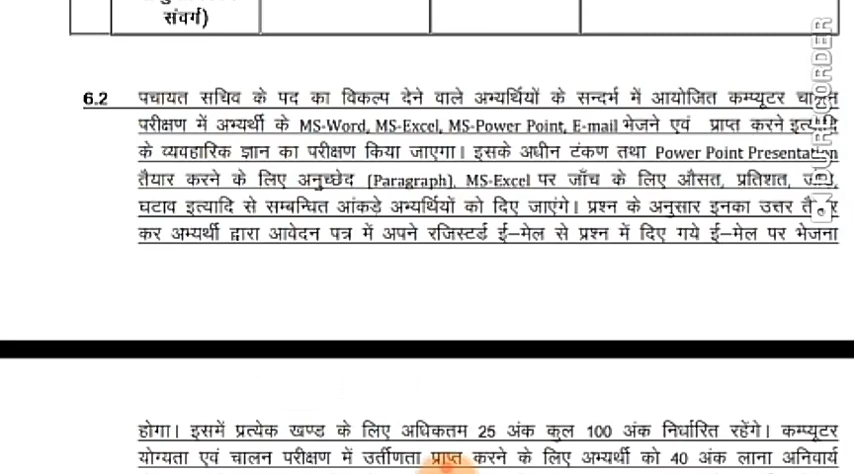 संवर्ग)
6.2 पचायत सचिव के पद का विकल्प देने वाले अभ्यर्थियों के सन्दर्भ में आयोजित कम्प्यूटर चालन
परीक्षण में अभ्यर्थी के MS-Word, MS-Excel, MS-Power Point, E-mail भेजने एवं प्राप्त करने इत्यादि
के व्यवहारिक ज्ञान का परीक्षण किया जाएगा। इसके अधीन टंकण तथा Power Point Presentation
तैयार करने के लिए अनुच्छेद (Paragraph), MS-Excel पर जाँच के लिए औसत, प्रतिशत,
घटाव इत्यादि से सम्बन्धित आंकड़े अभ्यर्थियों को दिए जाएंगे। प्रश्न के अनुसार इनका उत्तर
कर अभ्यर्थी द्वारा आवेदन पत्र में अपने रजिस्टर्ड ई–मेल से प्रश्न में दिए गये ई–मेल पर भेजना
होगा। इसमें प्रत्येक खण्ड के लिए अधिकतम 25 अंक कुल 100 अंक निर्धारित रहेंगे। कम्प्यूटर
योग्यता एवं चालन परीक्षण में उर्तीणता प्राप्त करने के लिए अभ्यर्थी को 40 अंक लाना अनिवार्य
RECORDER